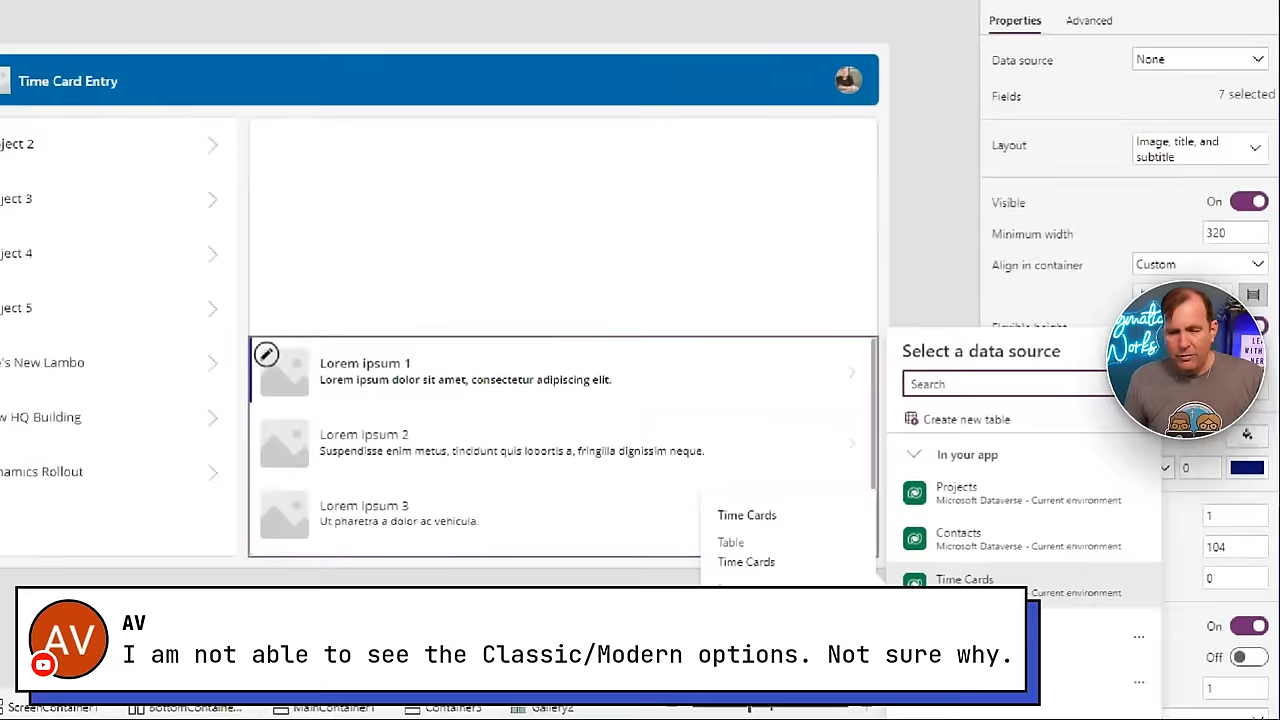 Properties
Advanced
Data source
None
Fields
7 selected
Layout
Image, title, and
subtitle
Visible
On
Minimum width
320
Align in container
Custom
Time Card Entry
ject 2
ject 3
ject 4
ject 5
's New Lambo
w HQ Building
namics Rollout
Lorem ipsum 1
Lorem ipsum dolor sit amet, consectetur adipiscing elit.
Lorem ipsum 2
Suspendisse enim metus, tincidunt quis lobortis a, fringilla dignissim neque.
Lorem ipsum 3
Ut pharetra a dolor ac vehicula.
Time Cards
Table
Time Cards
Select a data source
Search
Create new table
In your app
Projects
Microsoft Dataverse - Current environment
Contacts
Microsoft Dataverse - Current environment
Time Cards
Current environment
0
1
104
0
On
Off
1
AV
AV
I am not able to see the Classic/Modern options. Not sure why.
ScreenContainer1
BottomContaine...
MainContainer1
Container3
Gallery2